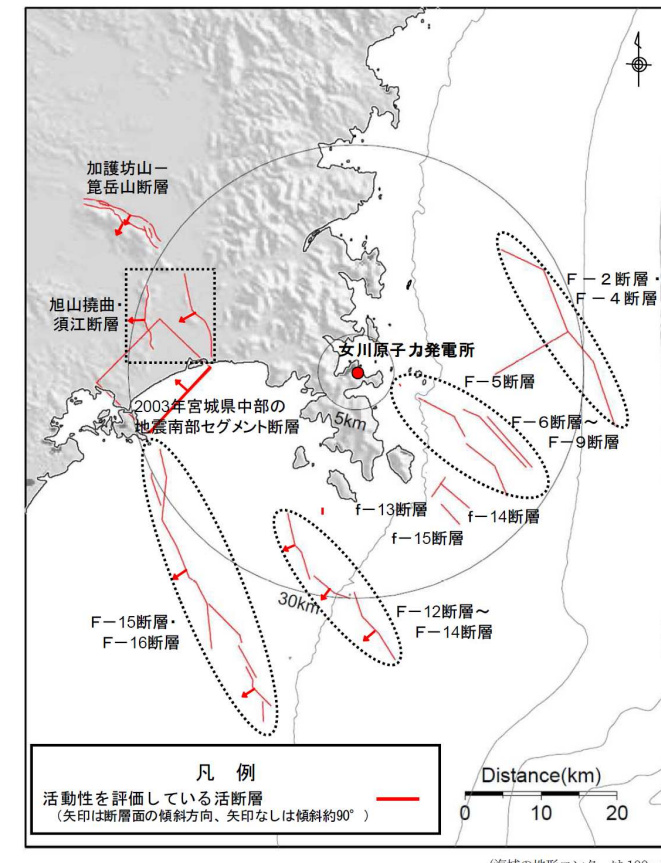 加護坊山－
箟岳山断層
旭山撓曲・
須江断層
女川原子力発電所
F－2断層・
F－4断層
F－5断層
2003年宮城県中部の
地震南部セグメント断層
5km
F－6断層～
F－9断層
f－13断層
f－14断層
f－15断層
30km
F－12断層～
F－14断層
F－15断層・
F－16断層
凡 例
活動性を評価している活断層
（矢印は断層面の傾斜方向、矢印なしは傾斜約90°）
Distance(km)
0 10 20